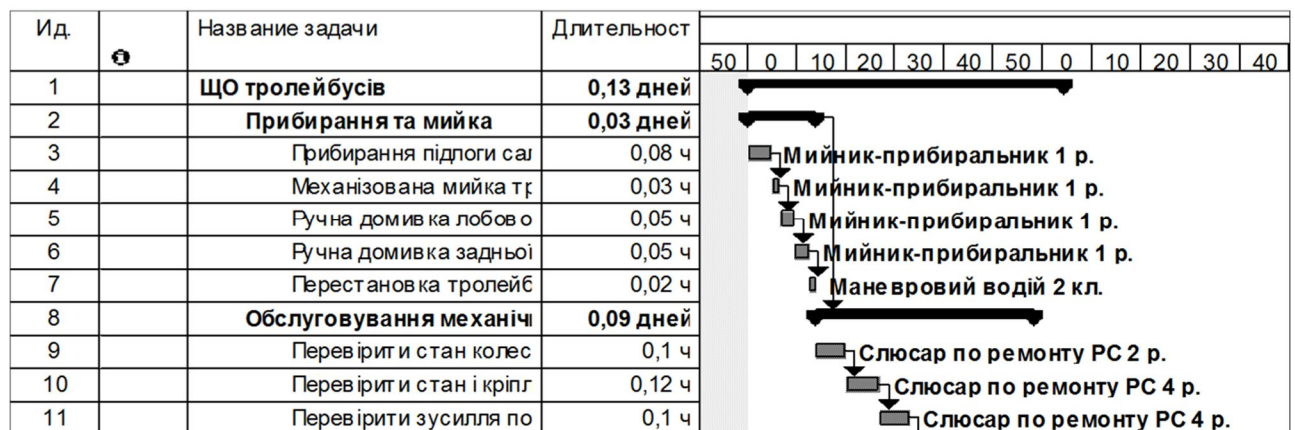 Ид. Название задачи Длительност
50 0 10 20 30 40 50 0 10 20 30 40
1 ЩО тролейбусів 0,13 дней
2 Прибирання та мийка 0,03 дней
3 Прибирання підлоги сал 0,08 ч Мийник-прибиральник 1 р.
4 Механізована мийка тр 0,03 ч Мийник-прибиральник 1 р.
5 Ручна домивка лобово 0,05 ч Мийник-прибиральник 1 р.
6 Ручна домивка задньої 0,05 ч Мийник-прибиральник 1 р.
7 Перестановка тролейб 0,02 ч Маневровий водій 2 кл.
8 Обслуговування механічн 0,09 дней
9 Перевірити стан колес 0,1 ч Слюсар по ремонту РС 2 р.
10 Перевірити стан і кріпл 0,12 ч Слюсар по ремонту РС 4 р.
11 Перевірити зусилля по 0,1 ч Слюсар по ремонту РС 4 р.